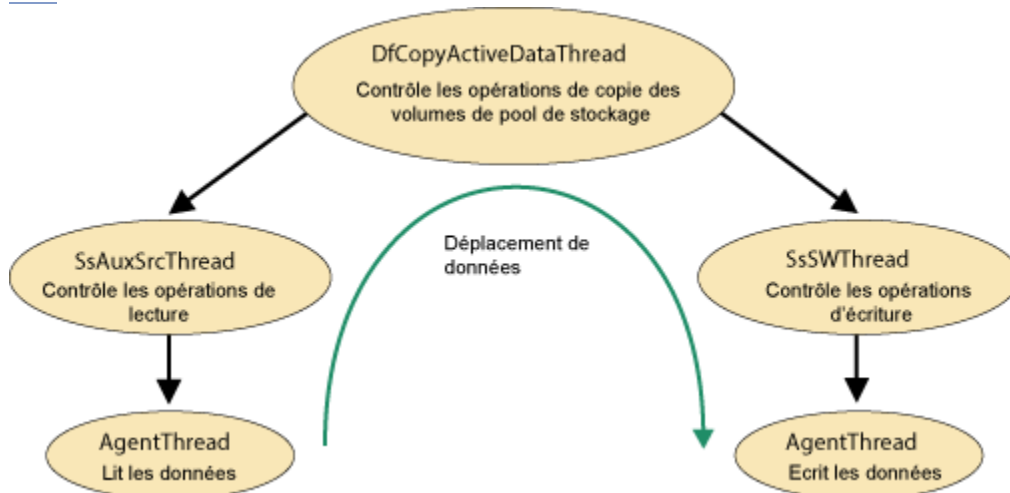 DfCopyActiveDataThread
Contrôle les opérations de copie des
volumes de pool de stockage
SsAuxSrcThread
Contrôle les opérations de
lecture
Déplacement de
données
SsSWThread
Contrôle les opérations
d'écriture
AgentThread
Lit les données
AgentThread
Ecrit les données